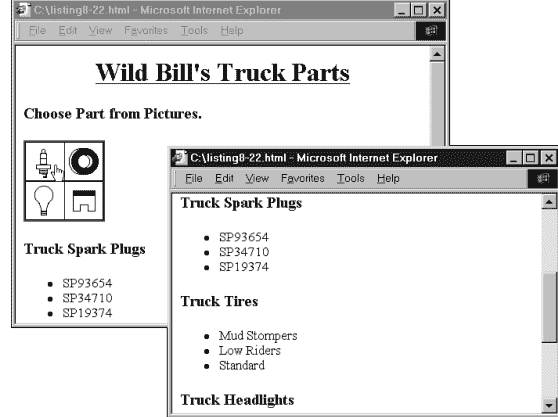 C:\listing8-22.html - Microsoft Internet Explorer
File Edit View Favorites Tools Help
Wild Bill's Truck Parts
Choose Part from Pictures.
Truck Spark Plugs
SP93654
SP34710
SP19374
C:\listing8-22.html - Microsoft Internet Explorer
File Edit View Favorites Tools Help
Truck Spark Plugs
SP93654
SP34710
SP19374
Truck Tires
Mud Stompers
Low Riders
Standard
Truck Headlights